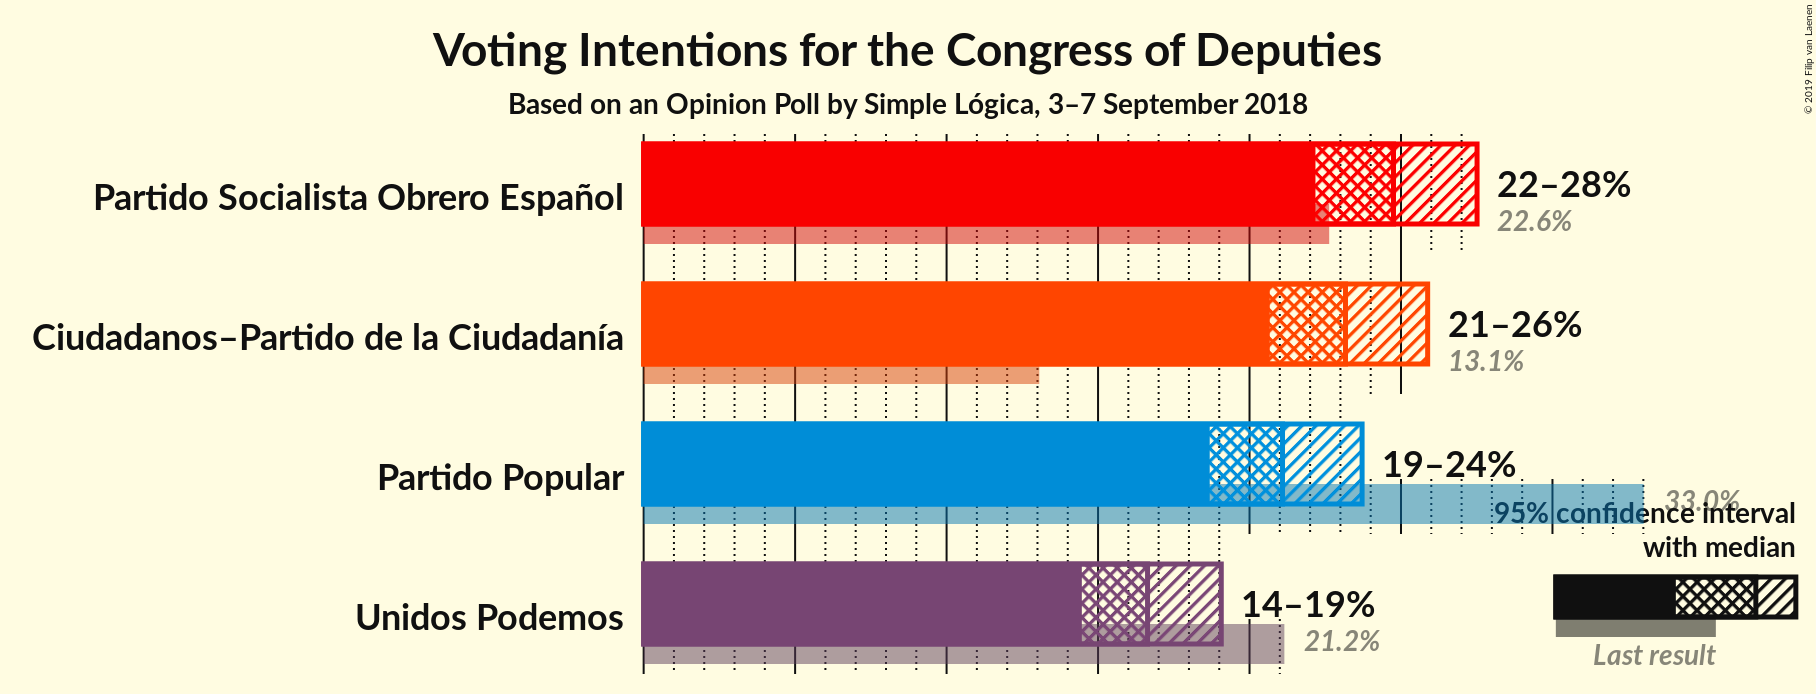 Voting Intentions for the Congress of Deputies
Based on an Opinion Poll by Simple Lógica, 3–7 September 2018
© 2019 Filip van Laenen
Partido Socialista Obrero Español
22–28%
22.6%
Ciudadanos–Partido de la Ciudadanía
21–26%
13.1%
Partido Popular
19–24%
33.0%
95% confidence interval
with median
Unidos Podemos
14–19%
21.2%
Last result